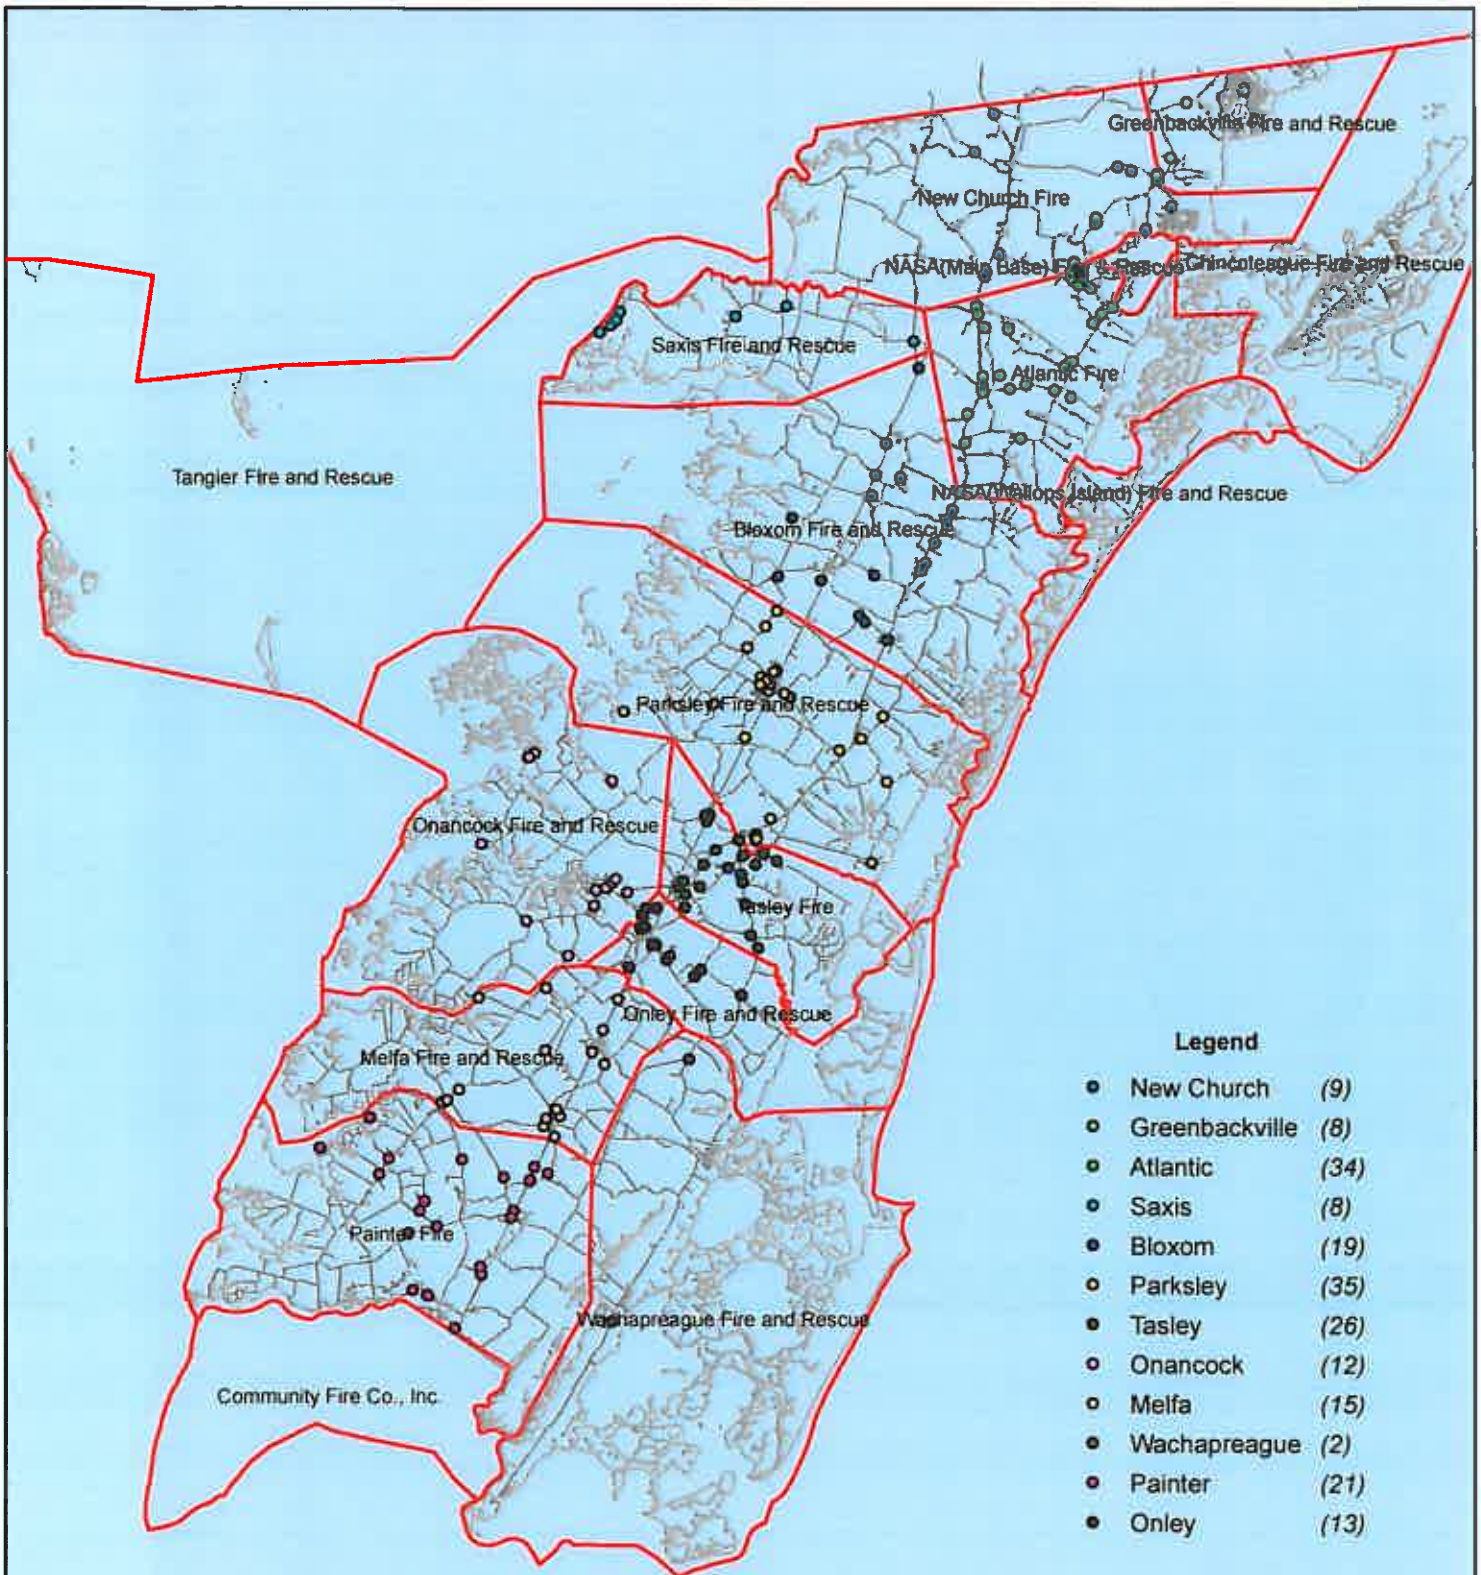 Greenbackville Fire and Rescue
New Church Fire
NASA(Main Base) Fire & Rescue
Chincoteague Fire and Rescue
Saxis Fire and Rescue
Atlantic Fire
Tangier Fire and Rescue
NASA(Wallops Island) Fire and Rescue
Bloxom Fire and Rescue
Parksley Fire and Rescue
Onancock Fire and Rescue
Tasley Fire
Onley Fire and Rescue
Melfa Fire and Rescue
Painter Fire
Wachapreague Fire and Rescue
Community Fire Co., Inc.
Legend
New Church (9)
Greenbackville (8)
Atlantic (34)
Saxis (8)
Bloxom (19)
Parksley (35)
Tasley (26)
Onancock (12)
Melfa (15)
Wachapreague (2)
Painter (21)
Onley (13)